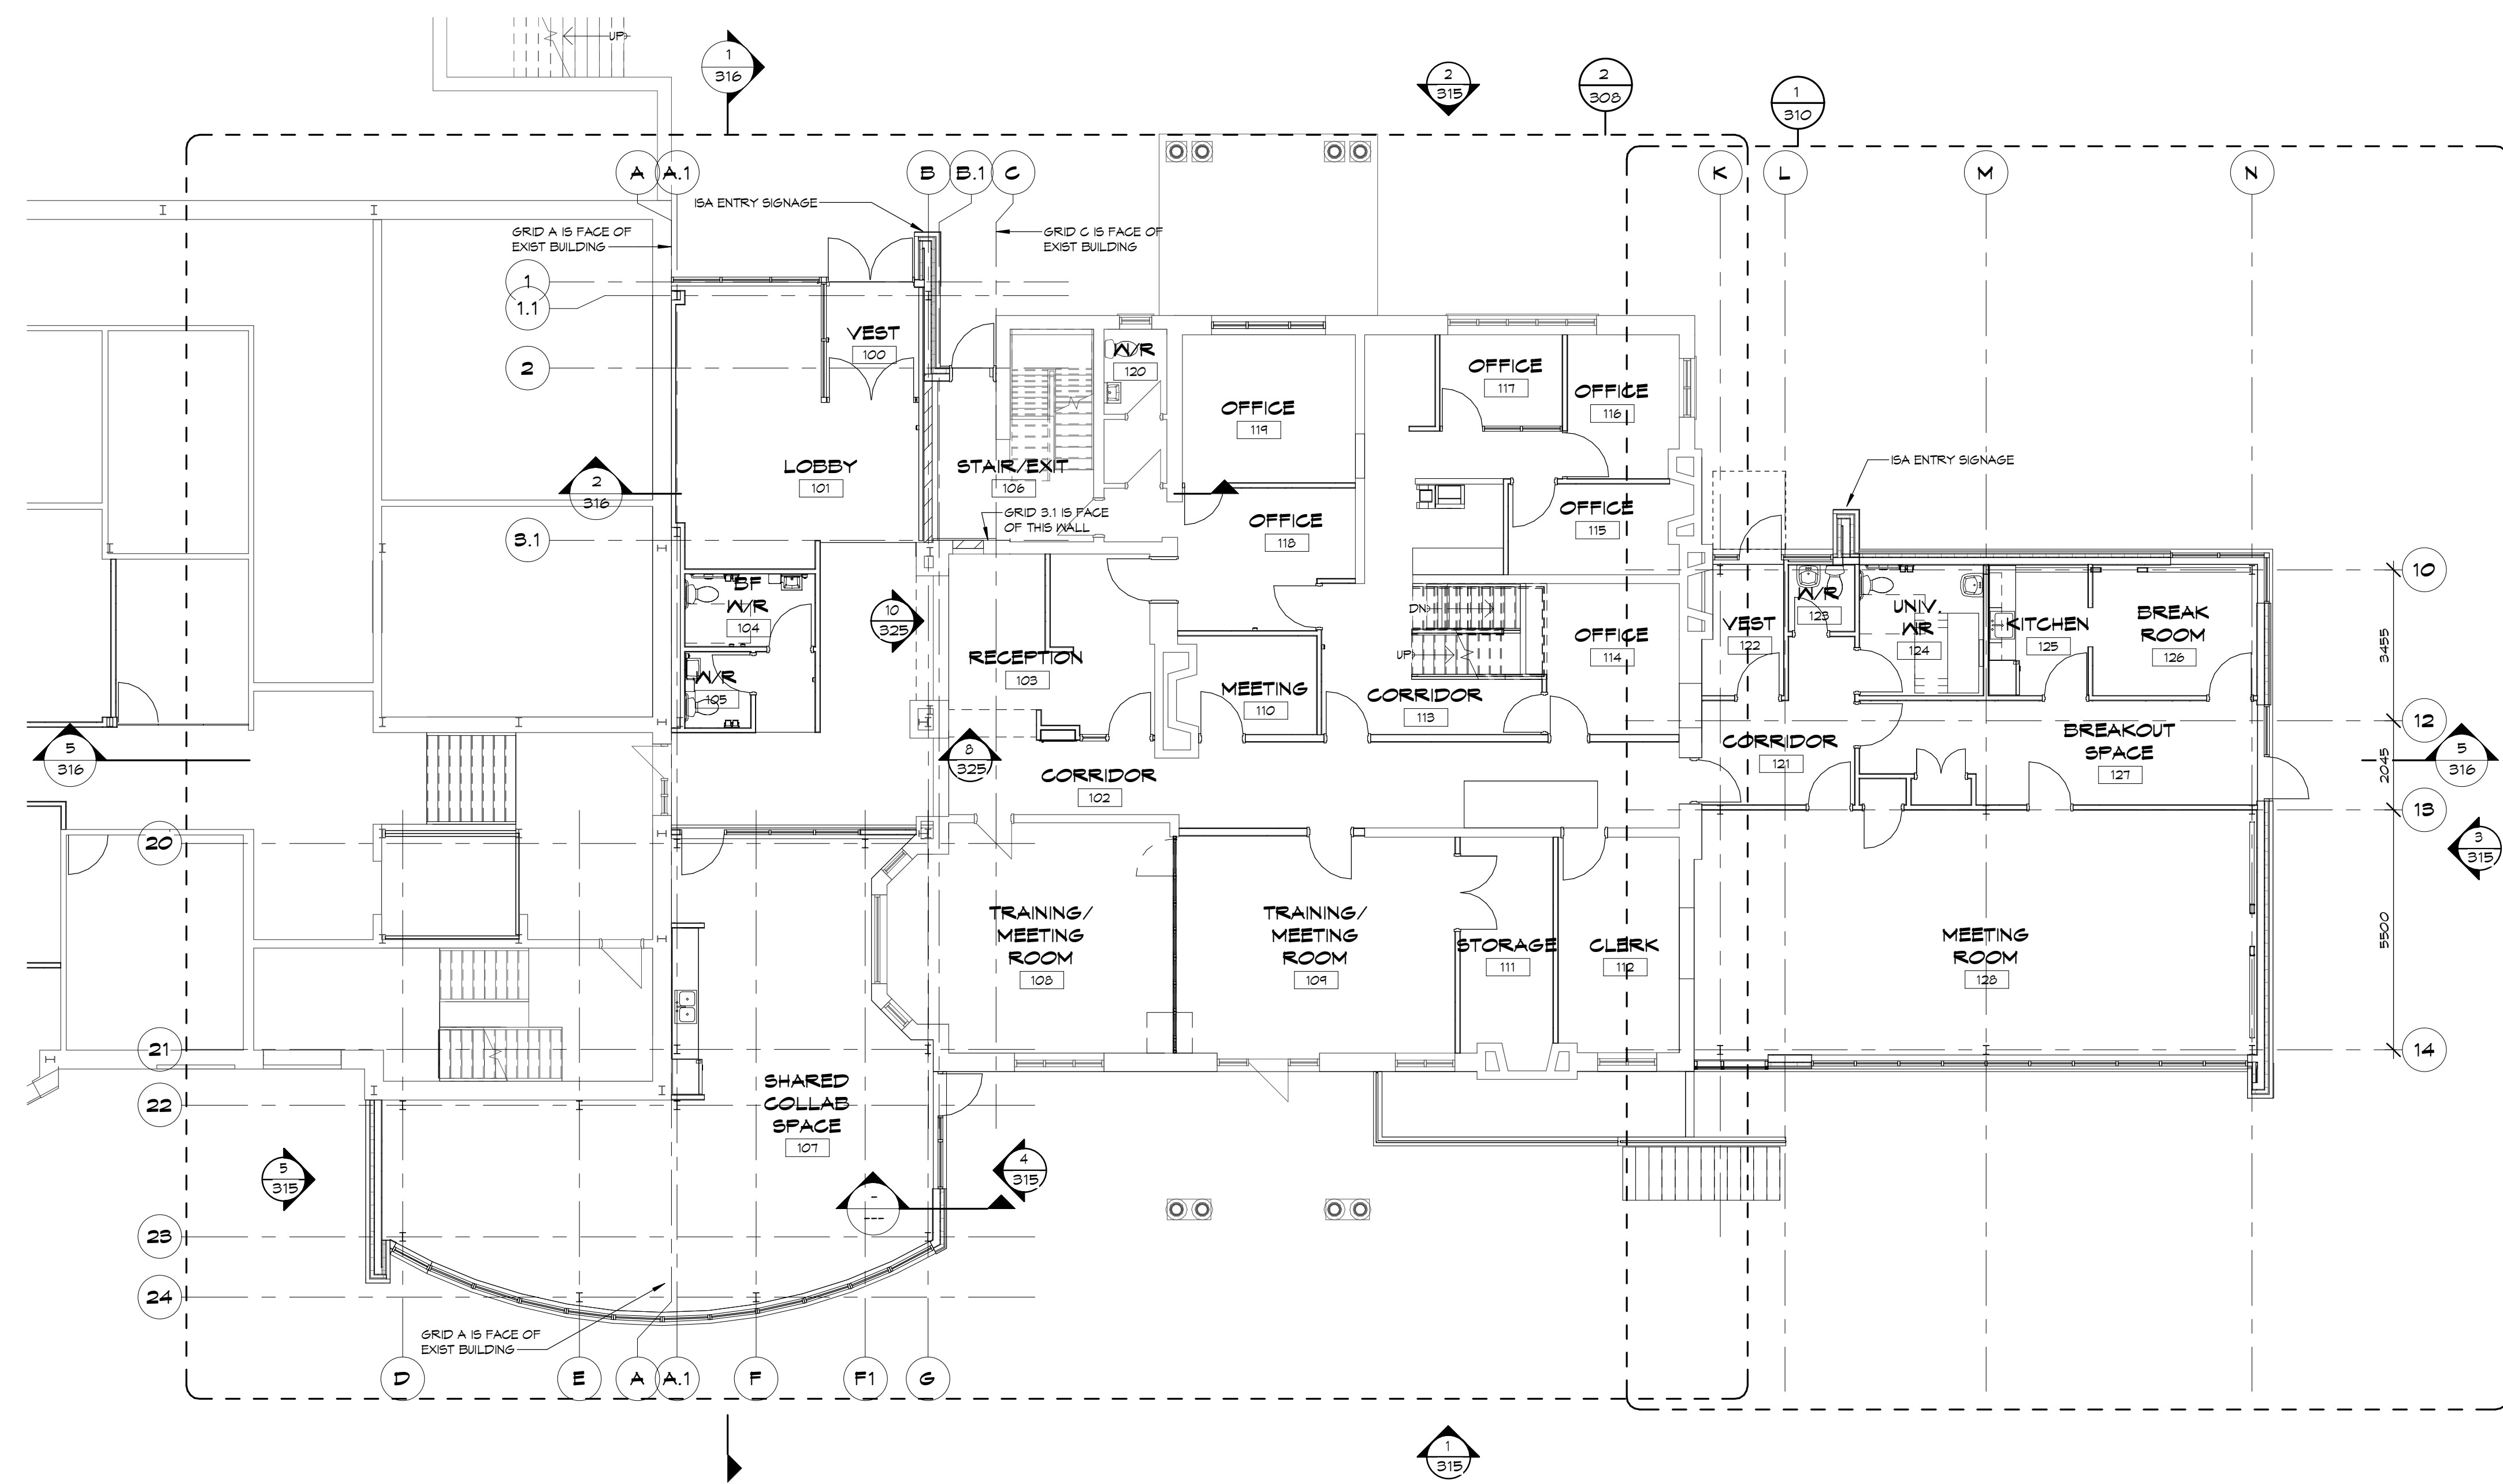 UP
1
316
2
315
2
308
1
310
A
A.1
B
B.1
C
K
L
M
N
ISA ENTRY SIGNAGE
GRID A IS FACE OF
EXIST BUILDING
GRID C IS FACE OF
EXIST BUILDING
1
1.1
2
VEST
100
W/R
120
OFFICE
117
OFFICE
116
OFFICE
119
LOBBY
101
STAIR/EXIT
106
2
316
ISA ENTRY SIGNAGE
GRID 3.1 IS FACE
OF THIS WALL
OFFICE
118
OFFICE
115
3.1
10
BF
W/R
104
10
325
DN
UP
W/R
123
UNIV.
WR
124
KITCHEN
125
BREAK
ROOM
126
3455
RECEPTION
103
OFFICE
114
VEST
122
W/R
105
MEETING
110
CORRIDOR
113
12
5
316
8
325
CORRIDOR
102
CORRIDOR
121
BREAKOUT
SPACE
127
2045
5
316
13
20
3
315
TRAINING/
MEETING
ROOM
108
TRAINING/
MEETING
ROOM
109
STORAGE
111
CLERK
112
MEETING
ROOM
128
5500
21
14
22
SHARED
COLLAB
SPACE
107
5
315
4
315
-
---
23
24
GRID A IS FACE OF
EXIST BUILDING
D
E
A
A.1
F
F1
G
1
315